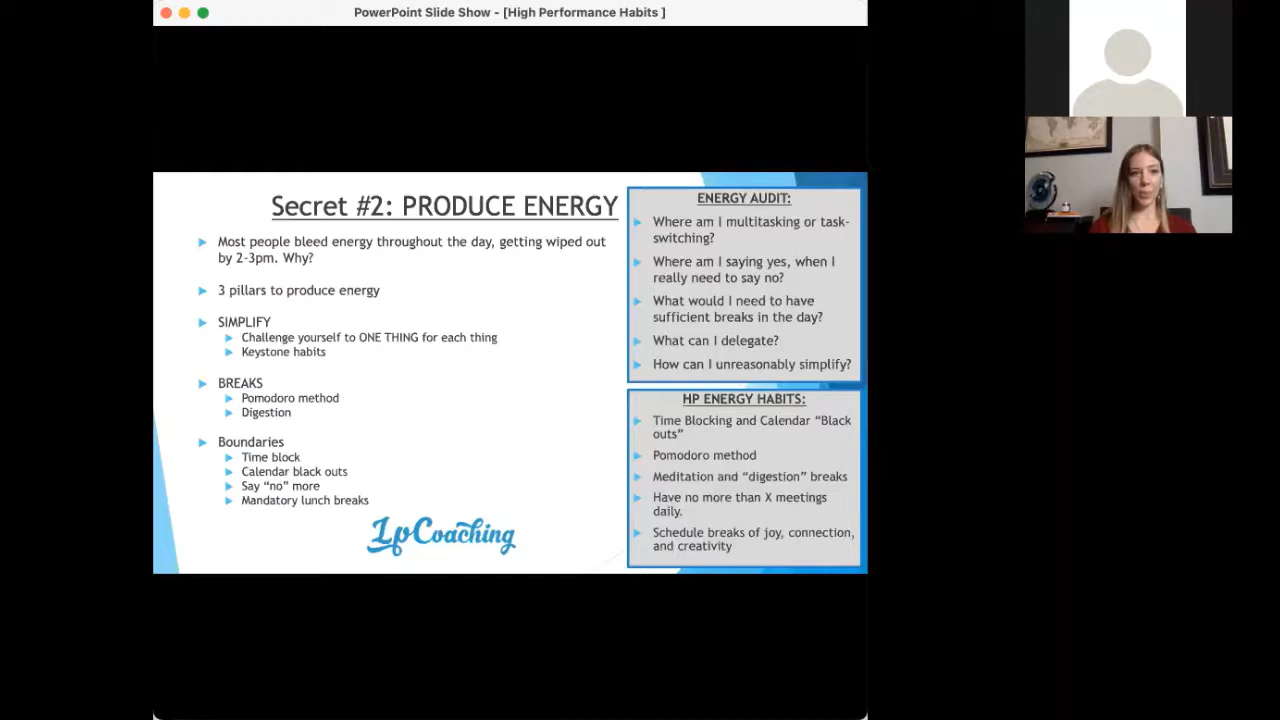 PowerPoint Slide Show - [High Performance Habits ]
Secret #2: PRODUCE ENERGY
Most people bleed energy throughout the day, getting wiped out
by 2-3pm. Why?
3 pillars to produce energy
SIMPLIFY
Challenge yourself to ONE THING for each thing
Keystone habits
BREAKS
Pomodoro method
Digestion
Boundaries
Time block
Calendar black outs
Say “no” more
Mandatory lunch breaks
LpCoaching
ENERGY AUDIT:
Where am I multitasking or task-
switching?
Where am I saying yes, when I
really need to say no?
What would I need to have
sufficient breaks in the day?
What can I delegate?
How can I unreasonably simplify?
HP ENERGY HABITS:
Time Blocking and Calendar “Black
outs”
Pomodoro method
Meditation and “digestion” breaks
Have no more than X meetings
daily.
Schedule breaks of joy, connection,
and creativity